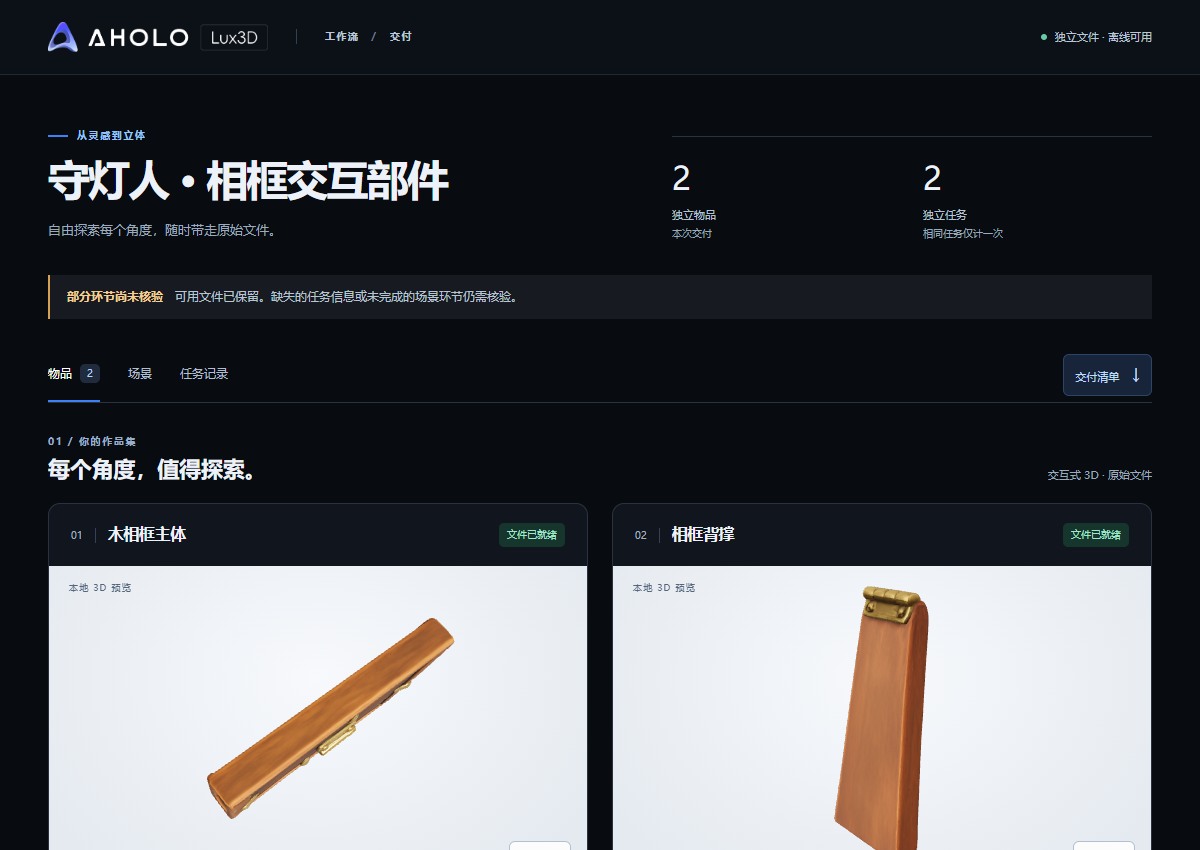 AHOLO Lux3D 工作流 / 交付 独立文件 · 离线可用
从灵感到立体
守灯人 · 相框交互部件
自由探索每个角度，随时带走原始文件。
2
独立物品
本次交付
2
独立任务
相同任务仅计一次
部分环节尚未核验 可用文件已保留。缺失的任务信息或未完成的场景环节仍需核验。
物品 2 场景 任务记录 交付清单 ↓
01 / 你的作品集
每个角度，值得探索。
交互式 3D · 原始文件
01 木相框主体 文件已就绪
本地 3D 预览
02 相框背撑 文件已就绪
本地 3D 预览